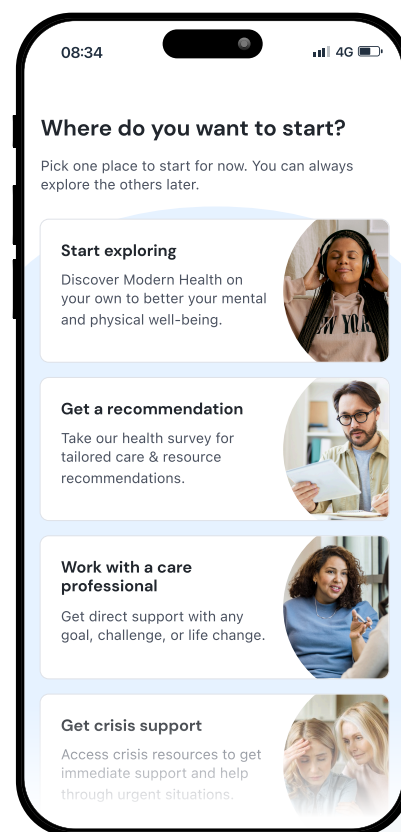 08:34
4G
Where do you want to start?
Pick one place to start for now. You can always
explore the others later.
Start exploring
Discover Modern Health on
your own to better your mental
and physical well-being.
NEW YORK
Get a recommendation
Take our health survey for
tailored care & resource
recommendations.
Work with a care
professional
Get direct support with any
goal, challenge, or life change.
Get crisis support
Access crisis resources to get
immediate support and help
through urgent situations.